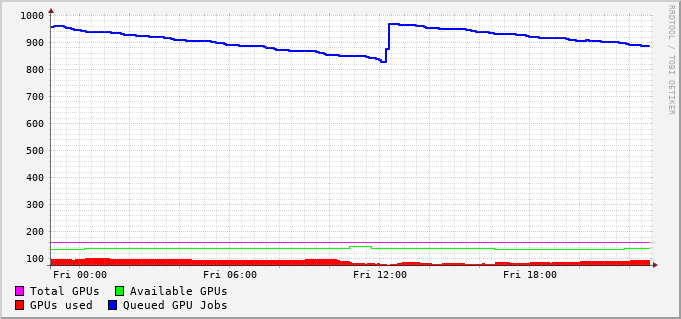 1000
900
800
700
600
500
400
300
200
100
Fri 00:00 Fri 06:00 Fri 12:00 Fri 18:00
Total GPUs Available GPUs
GPUs used Queued GPU Jobs
RRDTOOL / TOBI OETIKER